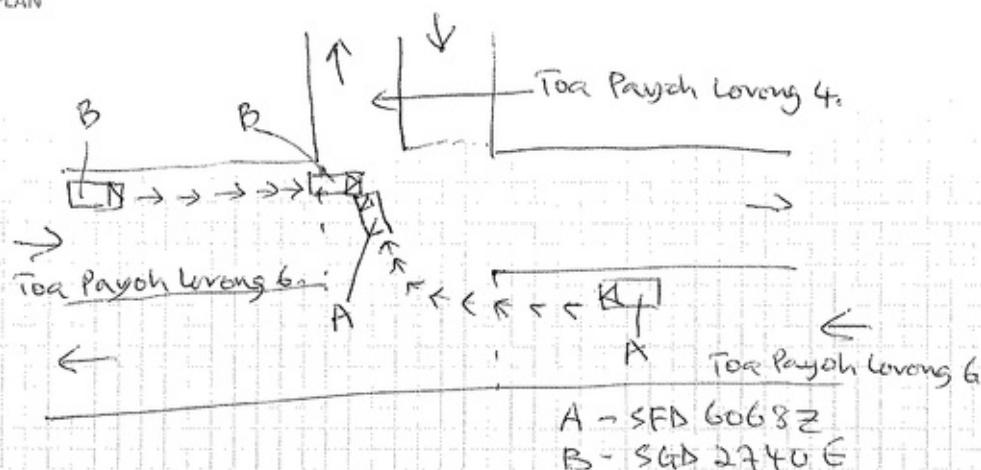 PLAN
Toa Payoh Lorong 4.
B
B
Toa Payoh Lorong 6.
A
A
Toa Payoh Lorong 6
A - SFD 6068Z
B - SGD 2740E